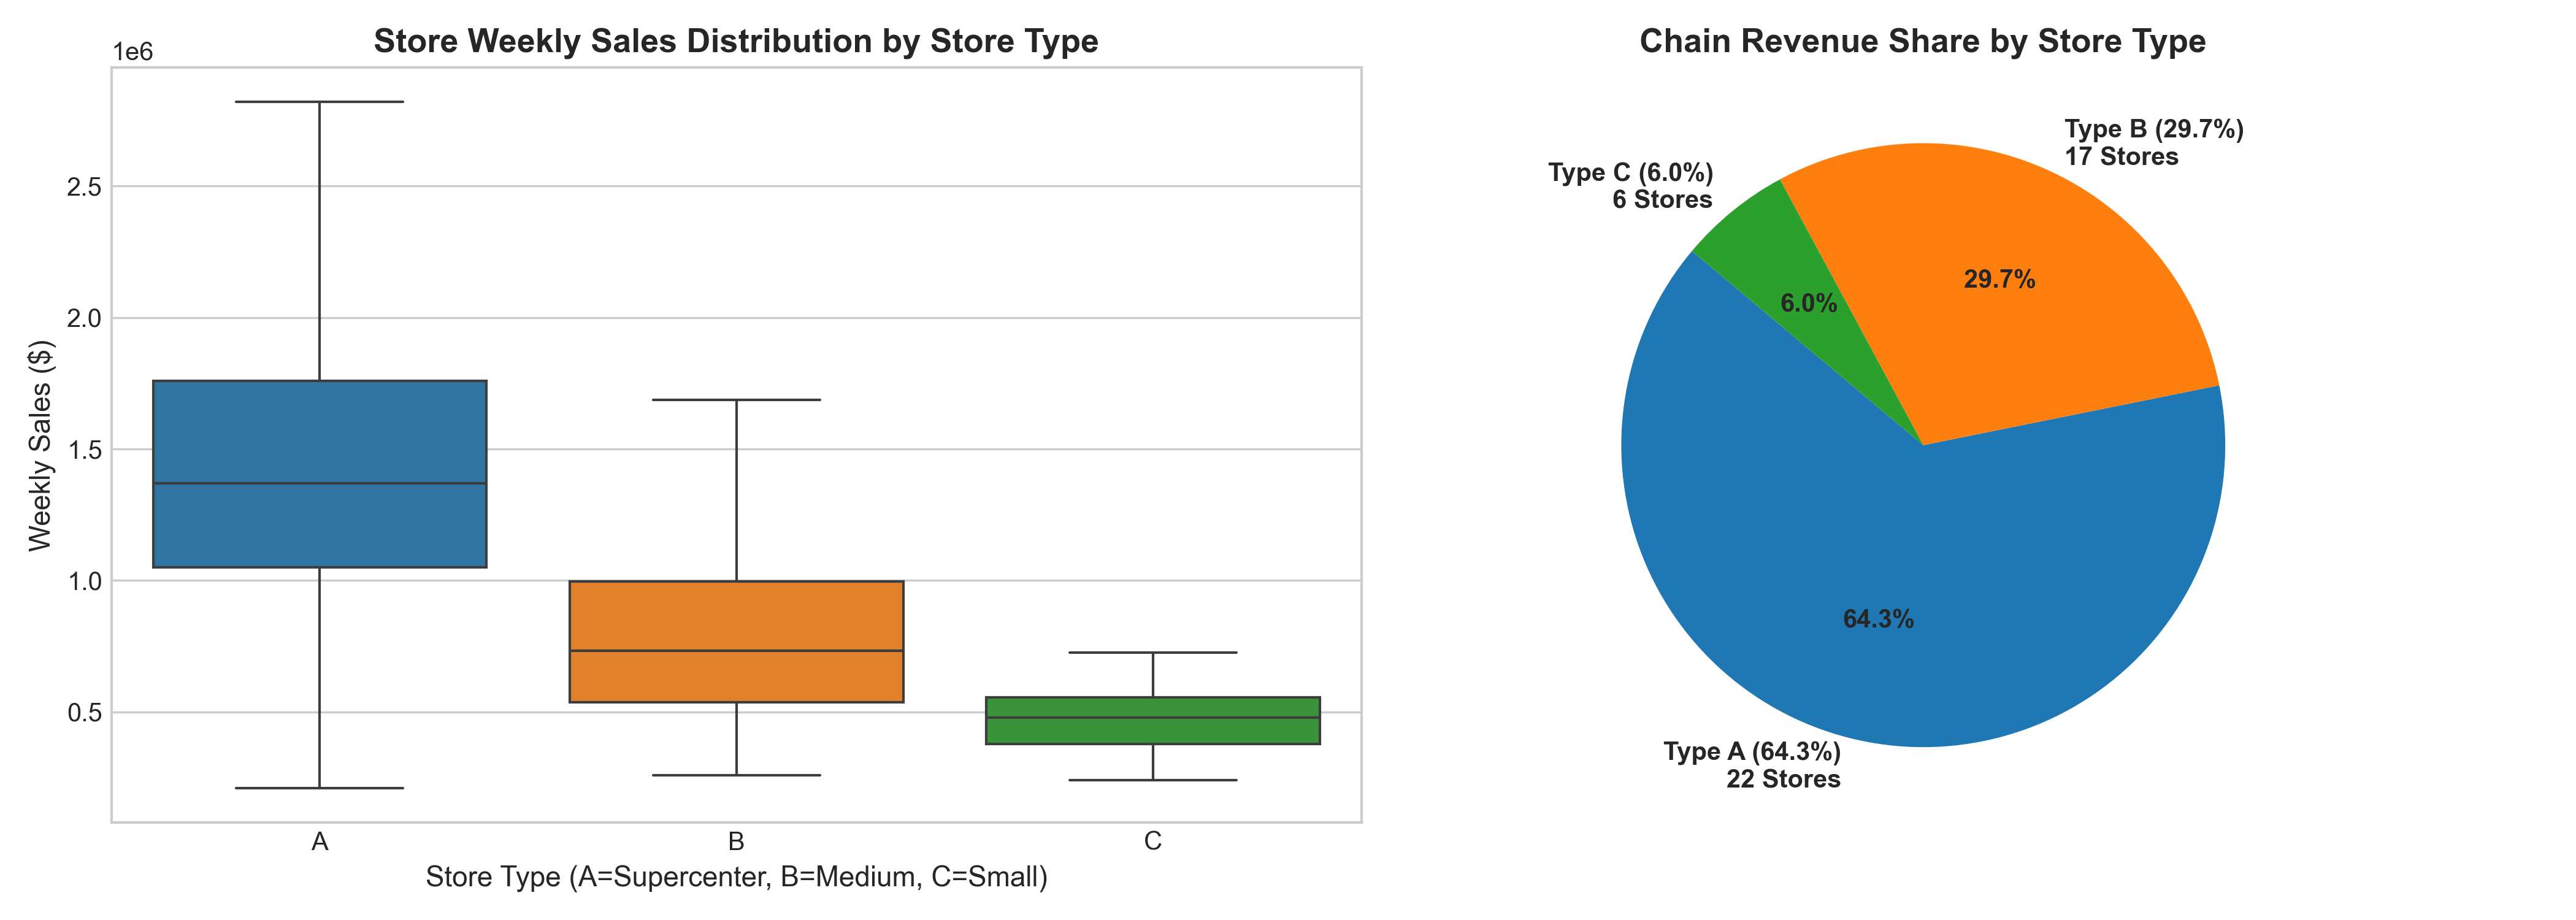 Store Weekly Sales Distribution by Store Type
1e6
2.5
2.0
1.5
1.0
0.5
Weekly Sales ($)
A
B
C
Store Type (A=Supercenter, B=Medium, C=Small)
Chain Revenue Share by Store Type
Type B (29.7%)
17 Stores
Type C (6.0%)
6 Stores
29.7%
6.0%
64.3%
Type A (64.3%)
22 Stores